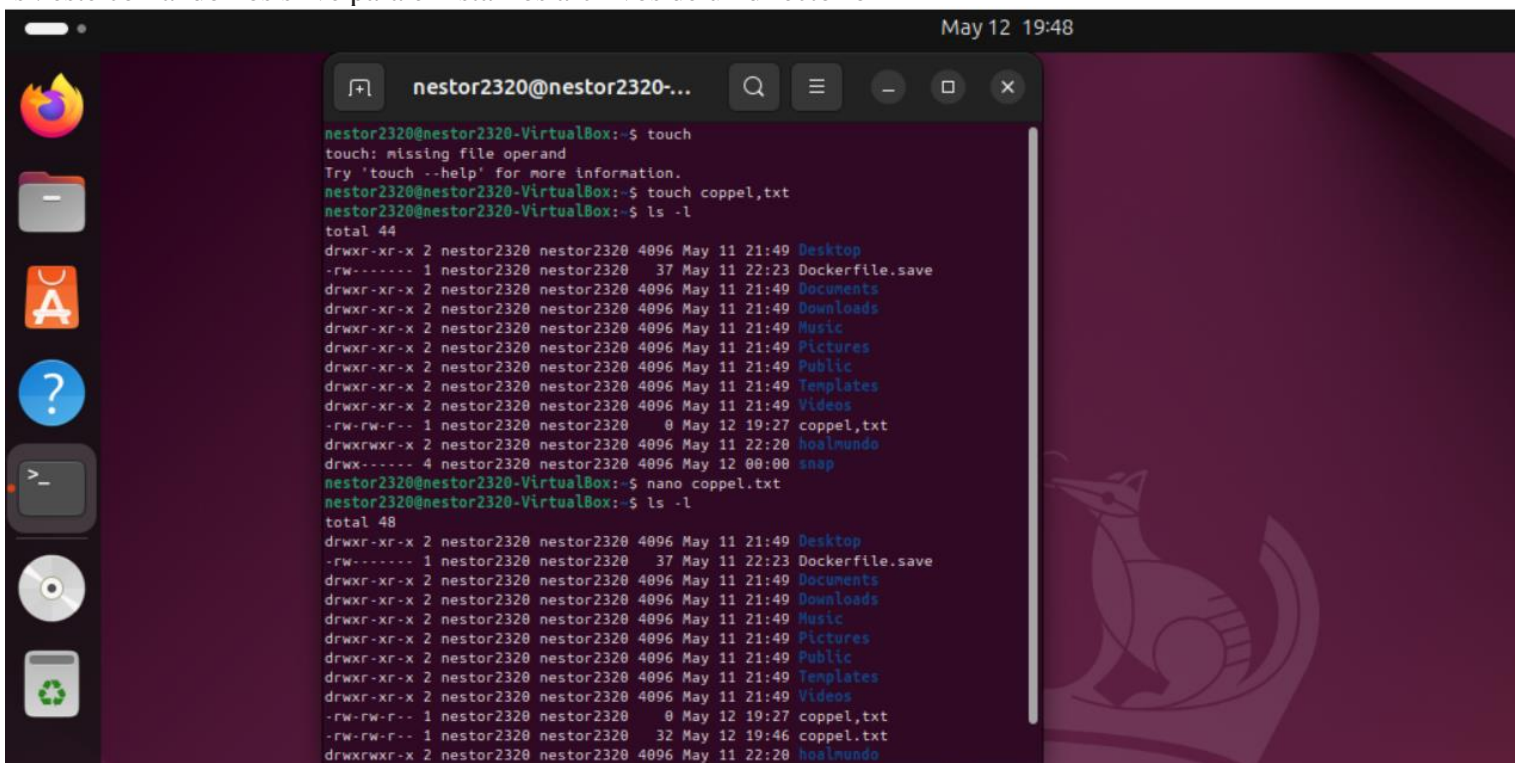 May 12 19:48
nestor2320@nestor2320-...
nestor2320@nestor2320-VirtualBox:~$ touch
touch: missing file operand
Try 'touch --help' for more information.
nestor2320@nestor2320-VirtualBox:~$ touch coppel,txt
nestor2320@nestor2320-VirtualBox:~$ ls -l
total 44
drwxr-xr-x 2 nestor2320 nestor2320 4096 May 11 21:49 Desktop
-rw------- 1 nestor2320 nestor2320   37 May 11 22:23 Dockerfile.save
drwxr-xr-x 2 nestor2320 nestor2320 4096 May 11 21:49 Documents
drwxr-xr-x 2 nestor2320 nestor2320 4096 May 11 21:49 Downloads
drwxr-xr-x 2 nestor2320 nestor2320 4096 May 11 21:49 Music
drwxr-xr-x 2 nestor2320 nestor2320 4096 May 11 21:49 Pictures
drwxr-xr-x 2 nestor2320 nestor2320 4096 May 11 21:49 Public
drwxr-xr-x 2 nestor2320 nestor2320 4096 May 11 21:49 Templates
drwxr-xr-x 2 nestor2320 nestor2320 4096 May 11 21:49 Videos
-rw-rw-r-- 1 nestor2320 nestor2320    0 May 12 19:27 coppel,txt
drwxrwxr-x 2 nestor2320 nestor2320 4096 May 11 22:20 hoalmundo
drwx------ 4 nestor2320 nestor2320 4096 May 12 00:00 snap
nestor2320@nestor2320-VirtualBox:~$ nano coppel.txt
nestor2320@nestor2320-VirtualBox:~$ ls -l
total 48
drwxr-xr-x 2 nestor2320 nestor2320 4096 May 11 21:49 Desktop
-rw------- 1 nestor2320 nestor2320   37 May 11 22:23 Dockerfile.save
drwxr-xr-x 2 nestor2320 nestor2320 4096 May 11 21:49 Documents
drwxr-xr-x 2 nestor2320 nestor2320 4096 May 11 21:49 Downloads
drwxr-xr-x 2 nestor2320 nestor2320 4096 May 11 21:49 Music
drwxr-xr-x 2 nestor2320 nestor2320 4096 May 11 21:49 Pictures
drwxr-xr-x 2 nestor2320 nestor2320 4096 May 11 21:49 Public
drwxr-xr-x 2 nestor2320 nestor2320 4096 May 11 21:49 Templates
drwxr-xr-x 2 nestor2320 nestor2320 4096 May 11 21:49 Videos
-rw-rw-r-- 1 nestor2320 nestor2320    0 May 12 19:27 coppel,txt
-rw-rw-r-- 1 nestor2320 nestor2320   32 May 12 19:46 coppel.txt
drwxrwxr-x 2 nestor2320 nestor2320 4096 May 11 22:20 hoalmundo